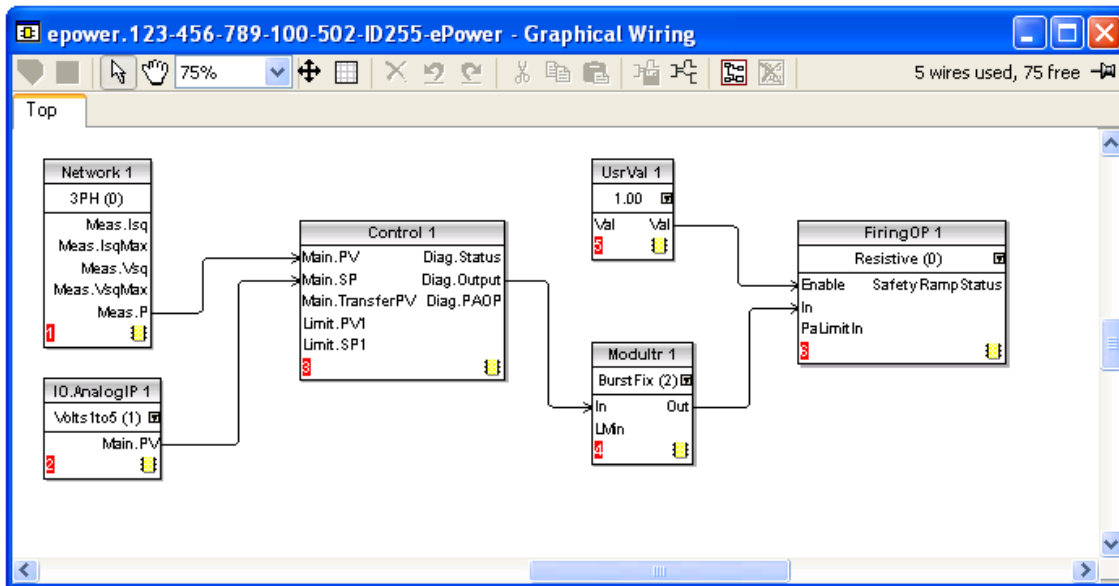 epower.123-456-789-100-502-ID255-ePower - Graphical Wiring
75%
5 wires used, 75 free
Top
Network 1
3PH (0)
Meas.Isq
Meas.IsqMax
Meas.Vsq
Meas.VsqMax
Meas.P
1
IO.AnalogIP 1
Volts1to5 (1)
Main.PV
2
Control 1
Main.PV Diag.Status
Main.SP Diag.Output
Main.TransferPV Diag.PAOP
Limit.PV1
Limit.SP1
3
UsrVal 1
1.00
Val Val
5
Modultr 1
BurstFix (2)
In Out
LMin
4
FiringOP 1
Resistive (0)
Enable SafetyRampStatus
In
PaLimitIn
6